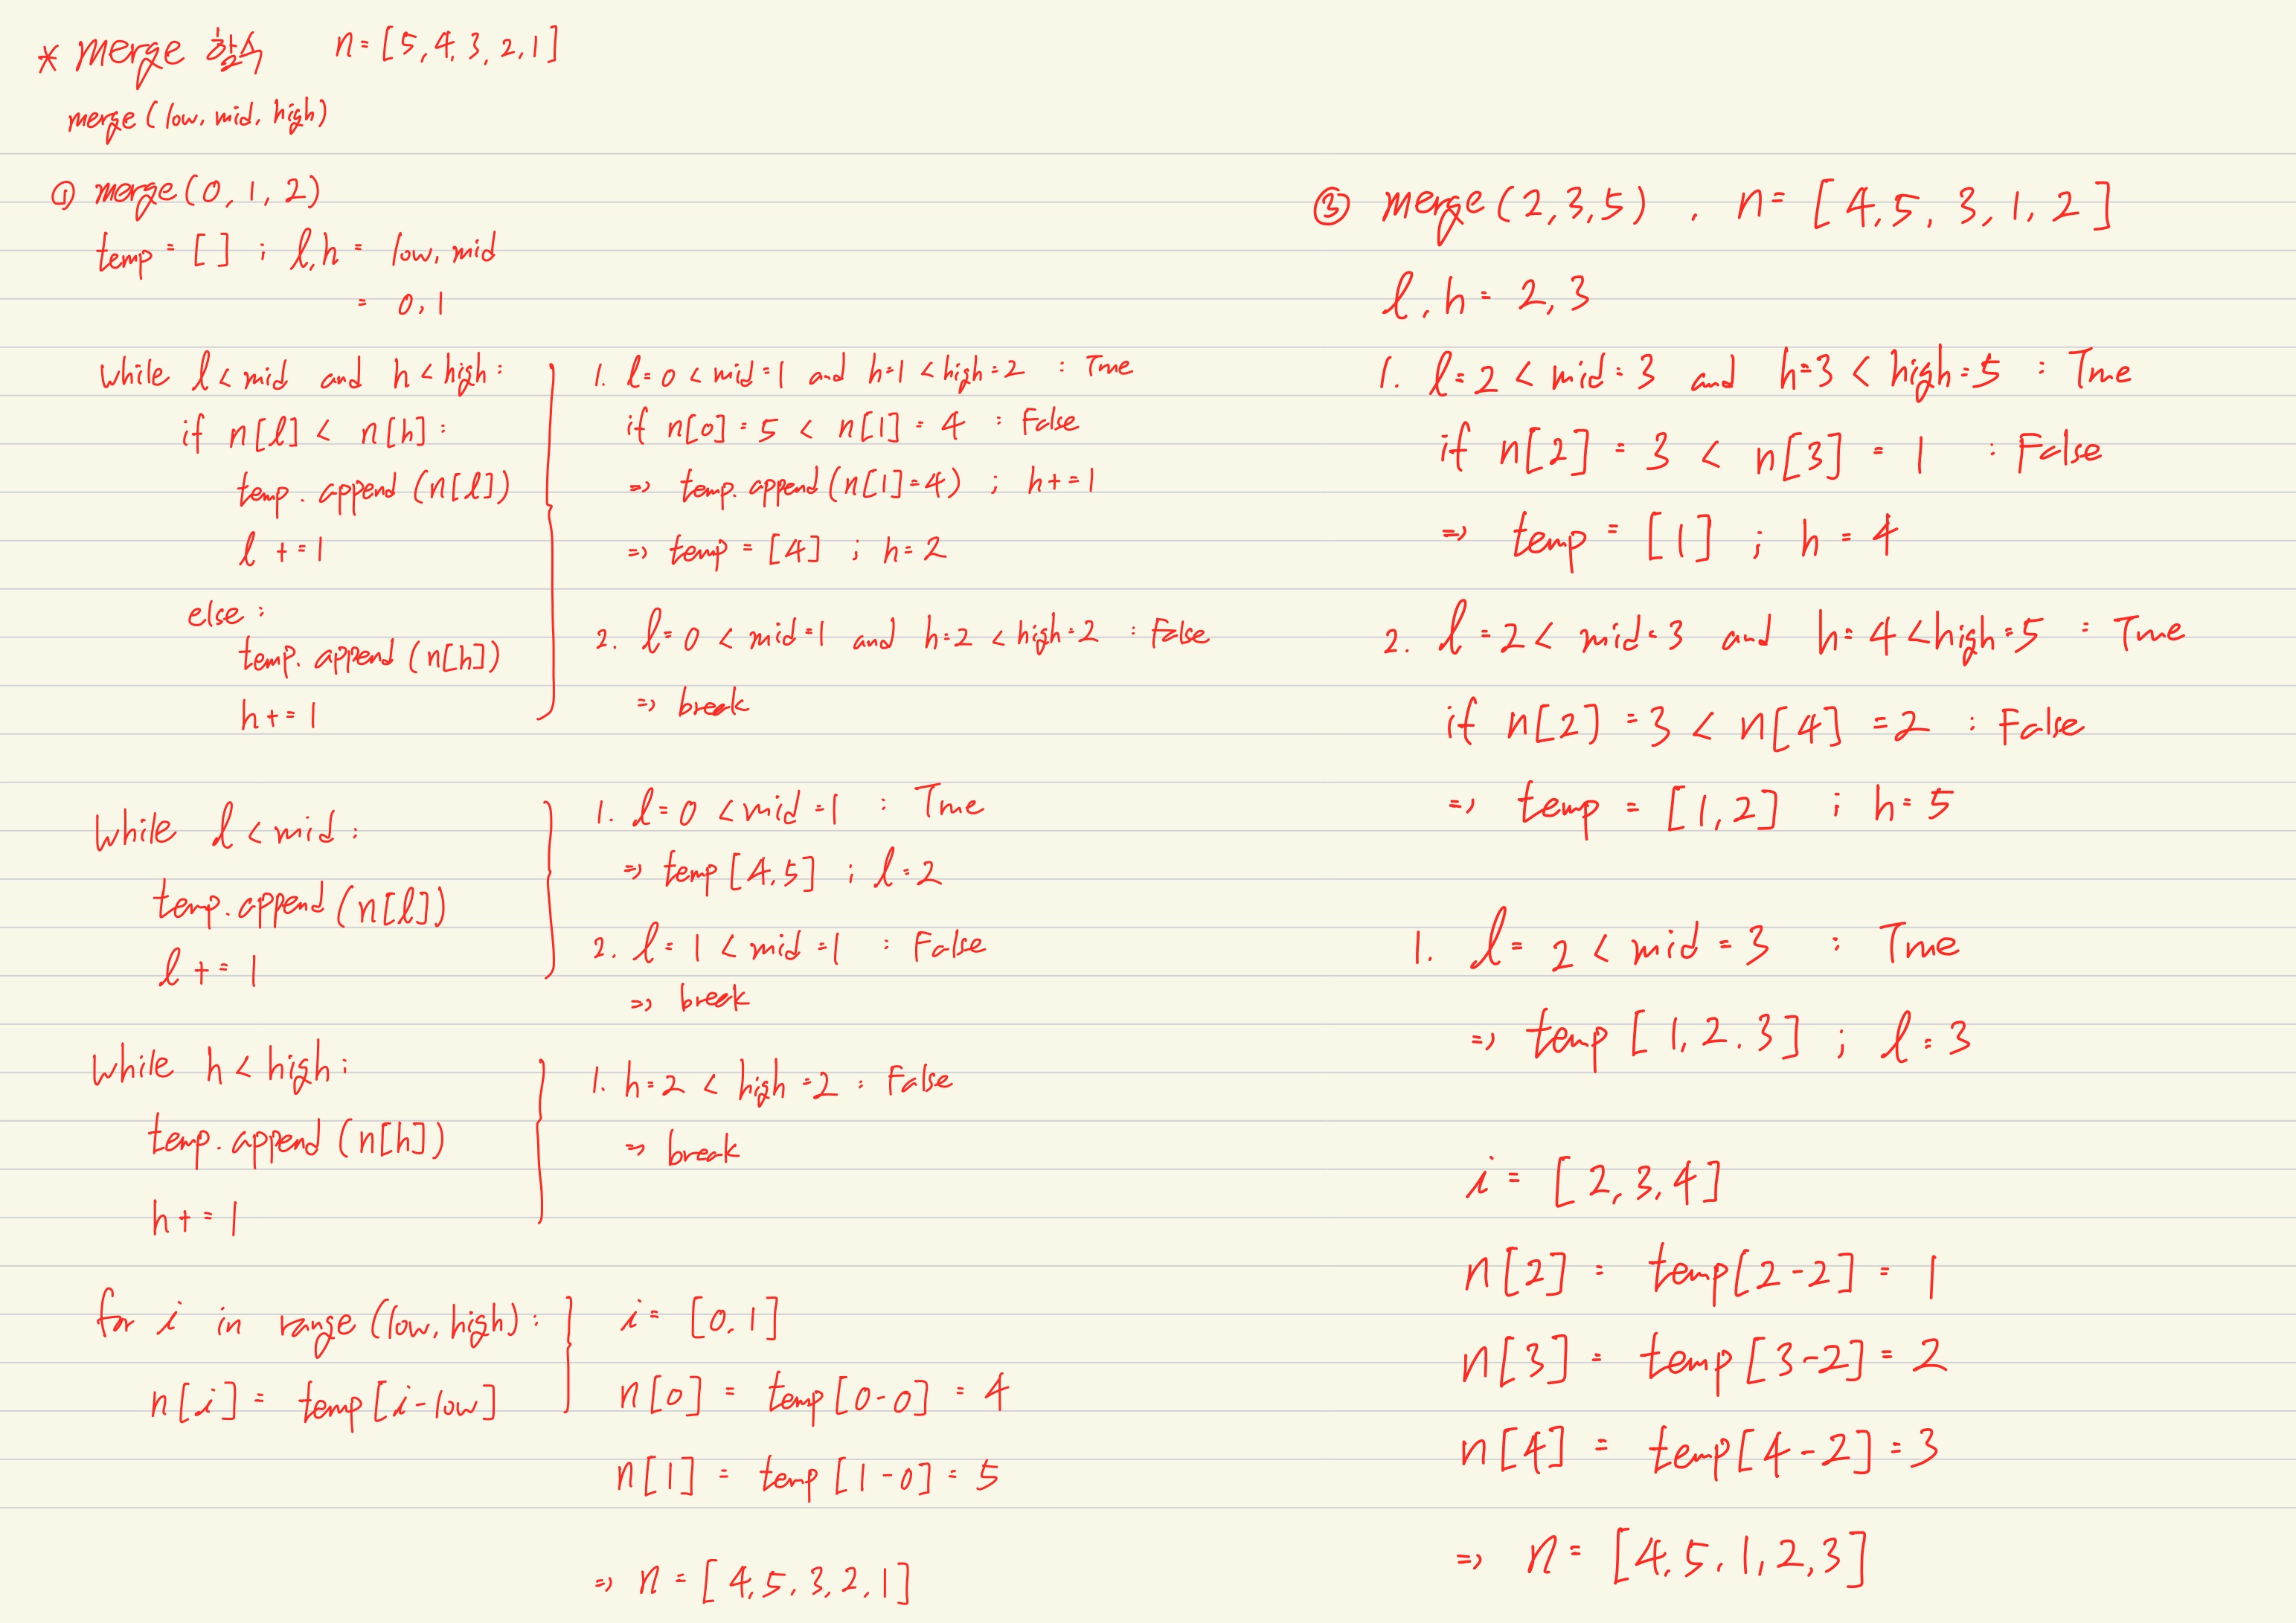 * merge 함수 n=[5,4,3,2,1]
merge(low, mid, high)
① merge(0, 1, 2)
temp = [] ; l,h = low, mid
= 0, 1
while l < mid and h < high :
if n[l] < n[h] :
temp.append(n[l])
l += 1
else :
temp.append(n[h])
h += 1
1. l=0 < mid=1 and h=1 < high=2 : True
if n[0]=5 < n[1]=4 : False
=> temp.append(n[1]=4) ; h+=1
=> temp = [4] ; h=2
2. l=0 < mid=1 and h=2 < high=2 : False
=> break
while l < mid :
temp.append(n[l])
l += 1
1. l=0 < mid=1 : True
=> temp[4,5] ; l=2
2. l=1 < mid=1 : False
=> break
while h < high :
temp.append(n[h])
h += 1
1. h=2 < high=2 : False
=> break
for i in range(low, high) :
n[i] = temp[i-low]
i = [0,1]
n[0] = temp[0-0] = 4
n[1] = temp[1-0] = 5
=> n = [4,5,3,2,1]
③ merge(2,3,5) . n = [4,5,3,1,2]
l,h = 2,3
1. l=2 < mid=3 and h=3 < high=5 : True
if n[2] = 3 < n[3] = 1 : False
=> temp = [1] ; h = 4
2. l=2 < mid=3 and h=4 < high=5 : True
if n[2] = 3 < n[4] = 2 : False
=> temp = [1,2] ; h=5
1. l=2 < mid=3 : True
=> temp[1,2.3] ; l=3
i = [2,3,4]
n[2] = temp[2-2] = 1
n[3] = temp[3-2] = 2
n[4] = temp[4-2] = 3
=> n = [4,5,1,2,3]